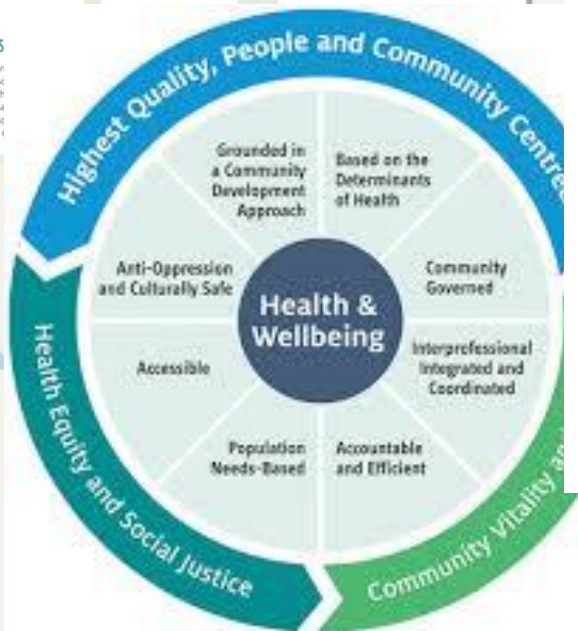 Highest Quality, People and Community Centred
Grounded in
a Community
Development
Approach
Based on the
Determinants
of Health
Anti-Oppression
and Culturally Safe
Community
Governed
Health &
Wellbeing
Accessible
Interprofessional
Integrated and
Coordinated
Population
Needs-Based
Accountable
and Efficient
Health Equity and Social Justice
Community Vitality and